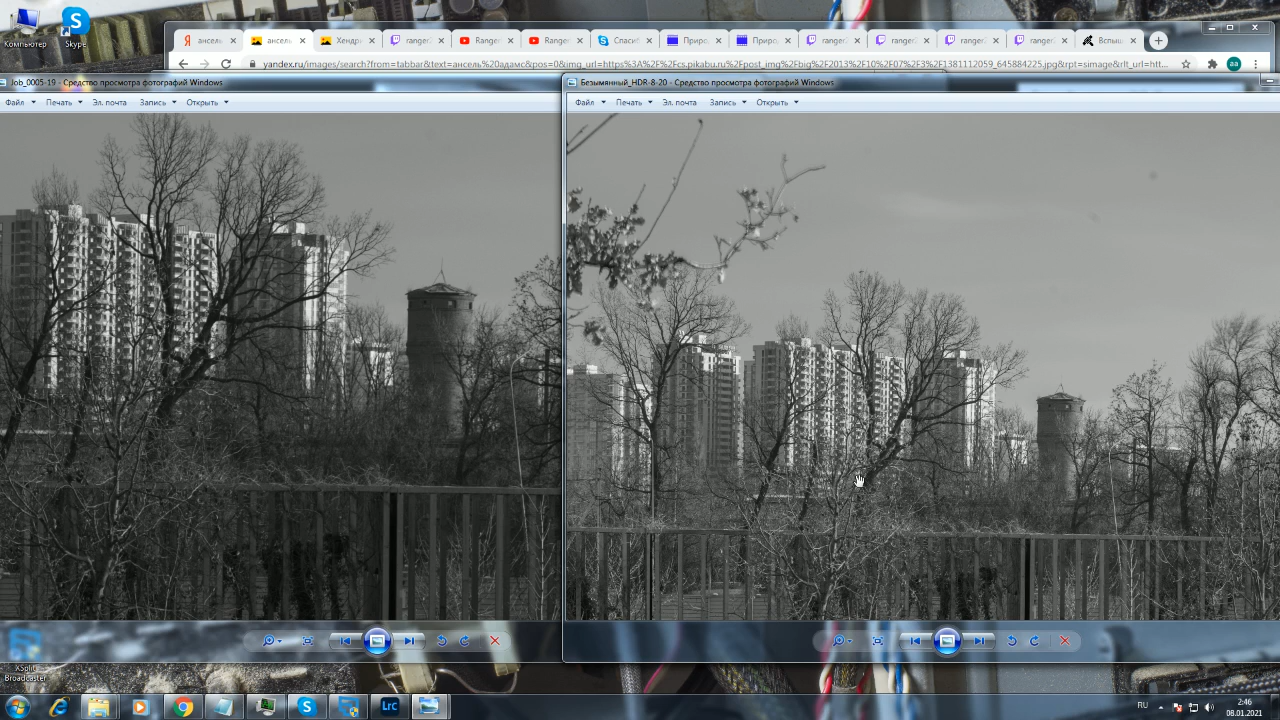 Компьютер
Skype
ансель
ансель
Хендр
ranger
Ranger
Ranger
Спаси
Приро,
Приро,
ranger
ranger
ranger
ranger
Вспыш
yandex.ru/images/search?from=tabbar&text=ансель%20адамс&pos=0&img_url=https%3A%2F%2Fcs.pikabu.ru%2Fpost_img%2Fbig%2F2013%2F10%2F07%2F3%2F1381112059_645884225.jpg&rpt=simage&rlt_url=htt...
aa
Job_0005-19 - Средство просмотра фотографий Windows
Файл Печать Эл. почта Запись Открыть
Безымянный_HDR-8-20 - Средство просмотра фотографий Windows
Файл Печать Эл. почта Запись Открыть
XSplit
Broadcaster
Lrc
RU
2:46
08.01.2021